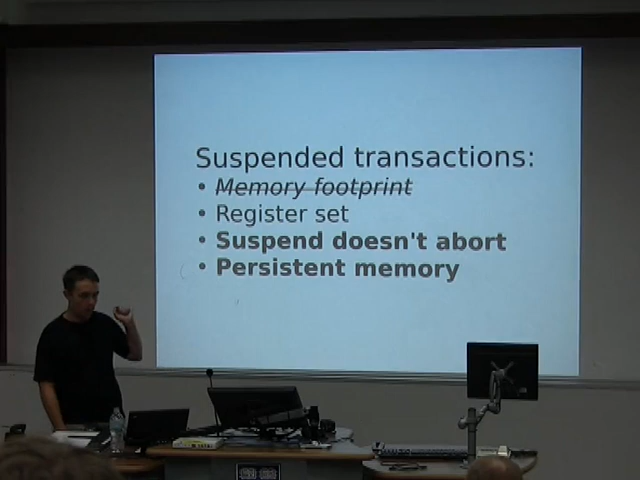 Suspended transactions:
• Memory footprint
• Register set
• Suspend doesn't abort
• Persistent memory